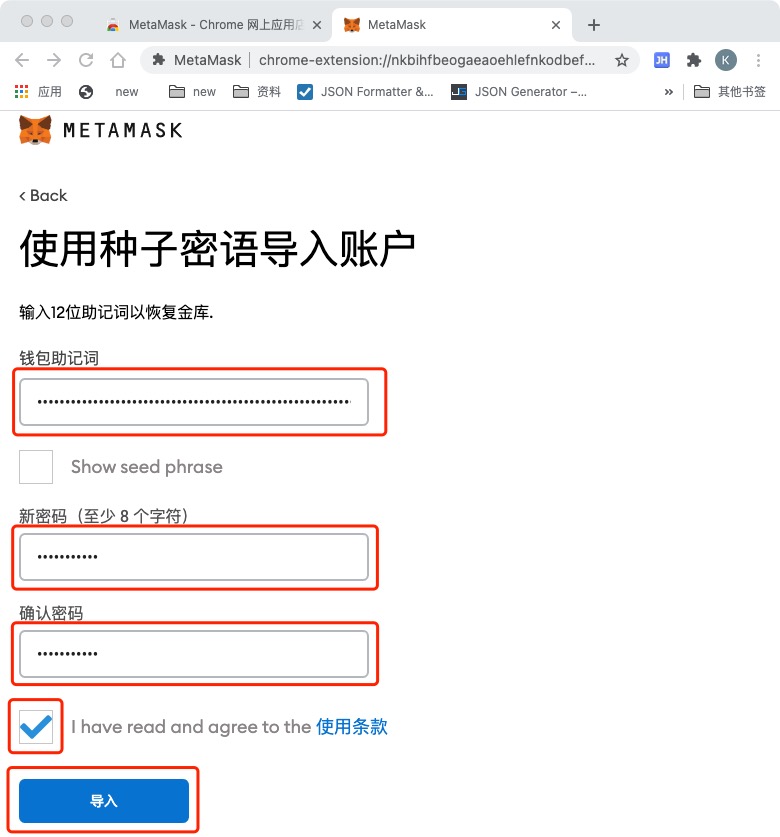 MetaMask - Chrome 网上应用店
MetaMask
MetaMask chrome-extension://nkbihfbeogaeaoehlefnkodbef...
JH
K
应用 new new 资料 JSON Formatter &... JSON Generator –... » 其他书签
METAMASK
< Back
使用种子密语导入账户
输入12位助记词以恢复金库.
钱包助记词
Show seed phrase
新密码（至少 8 个字符）
确认密码
I have read and agree to the 使用条款
导入